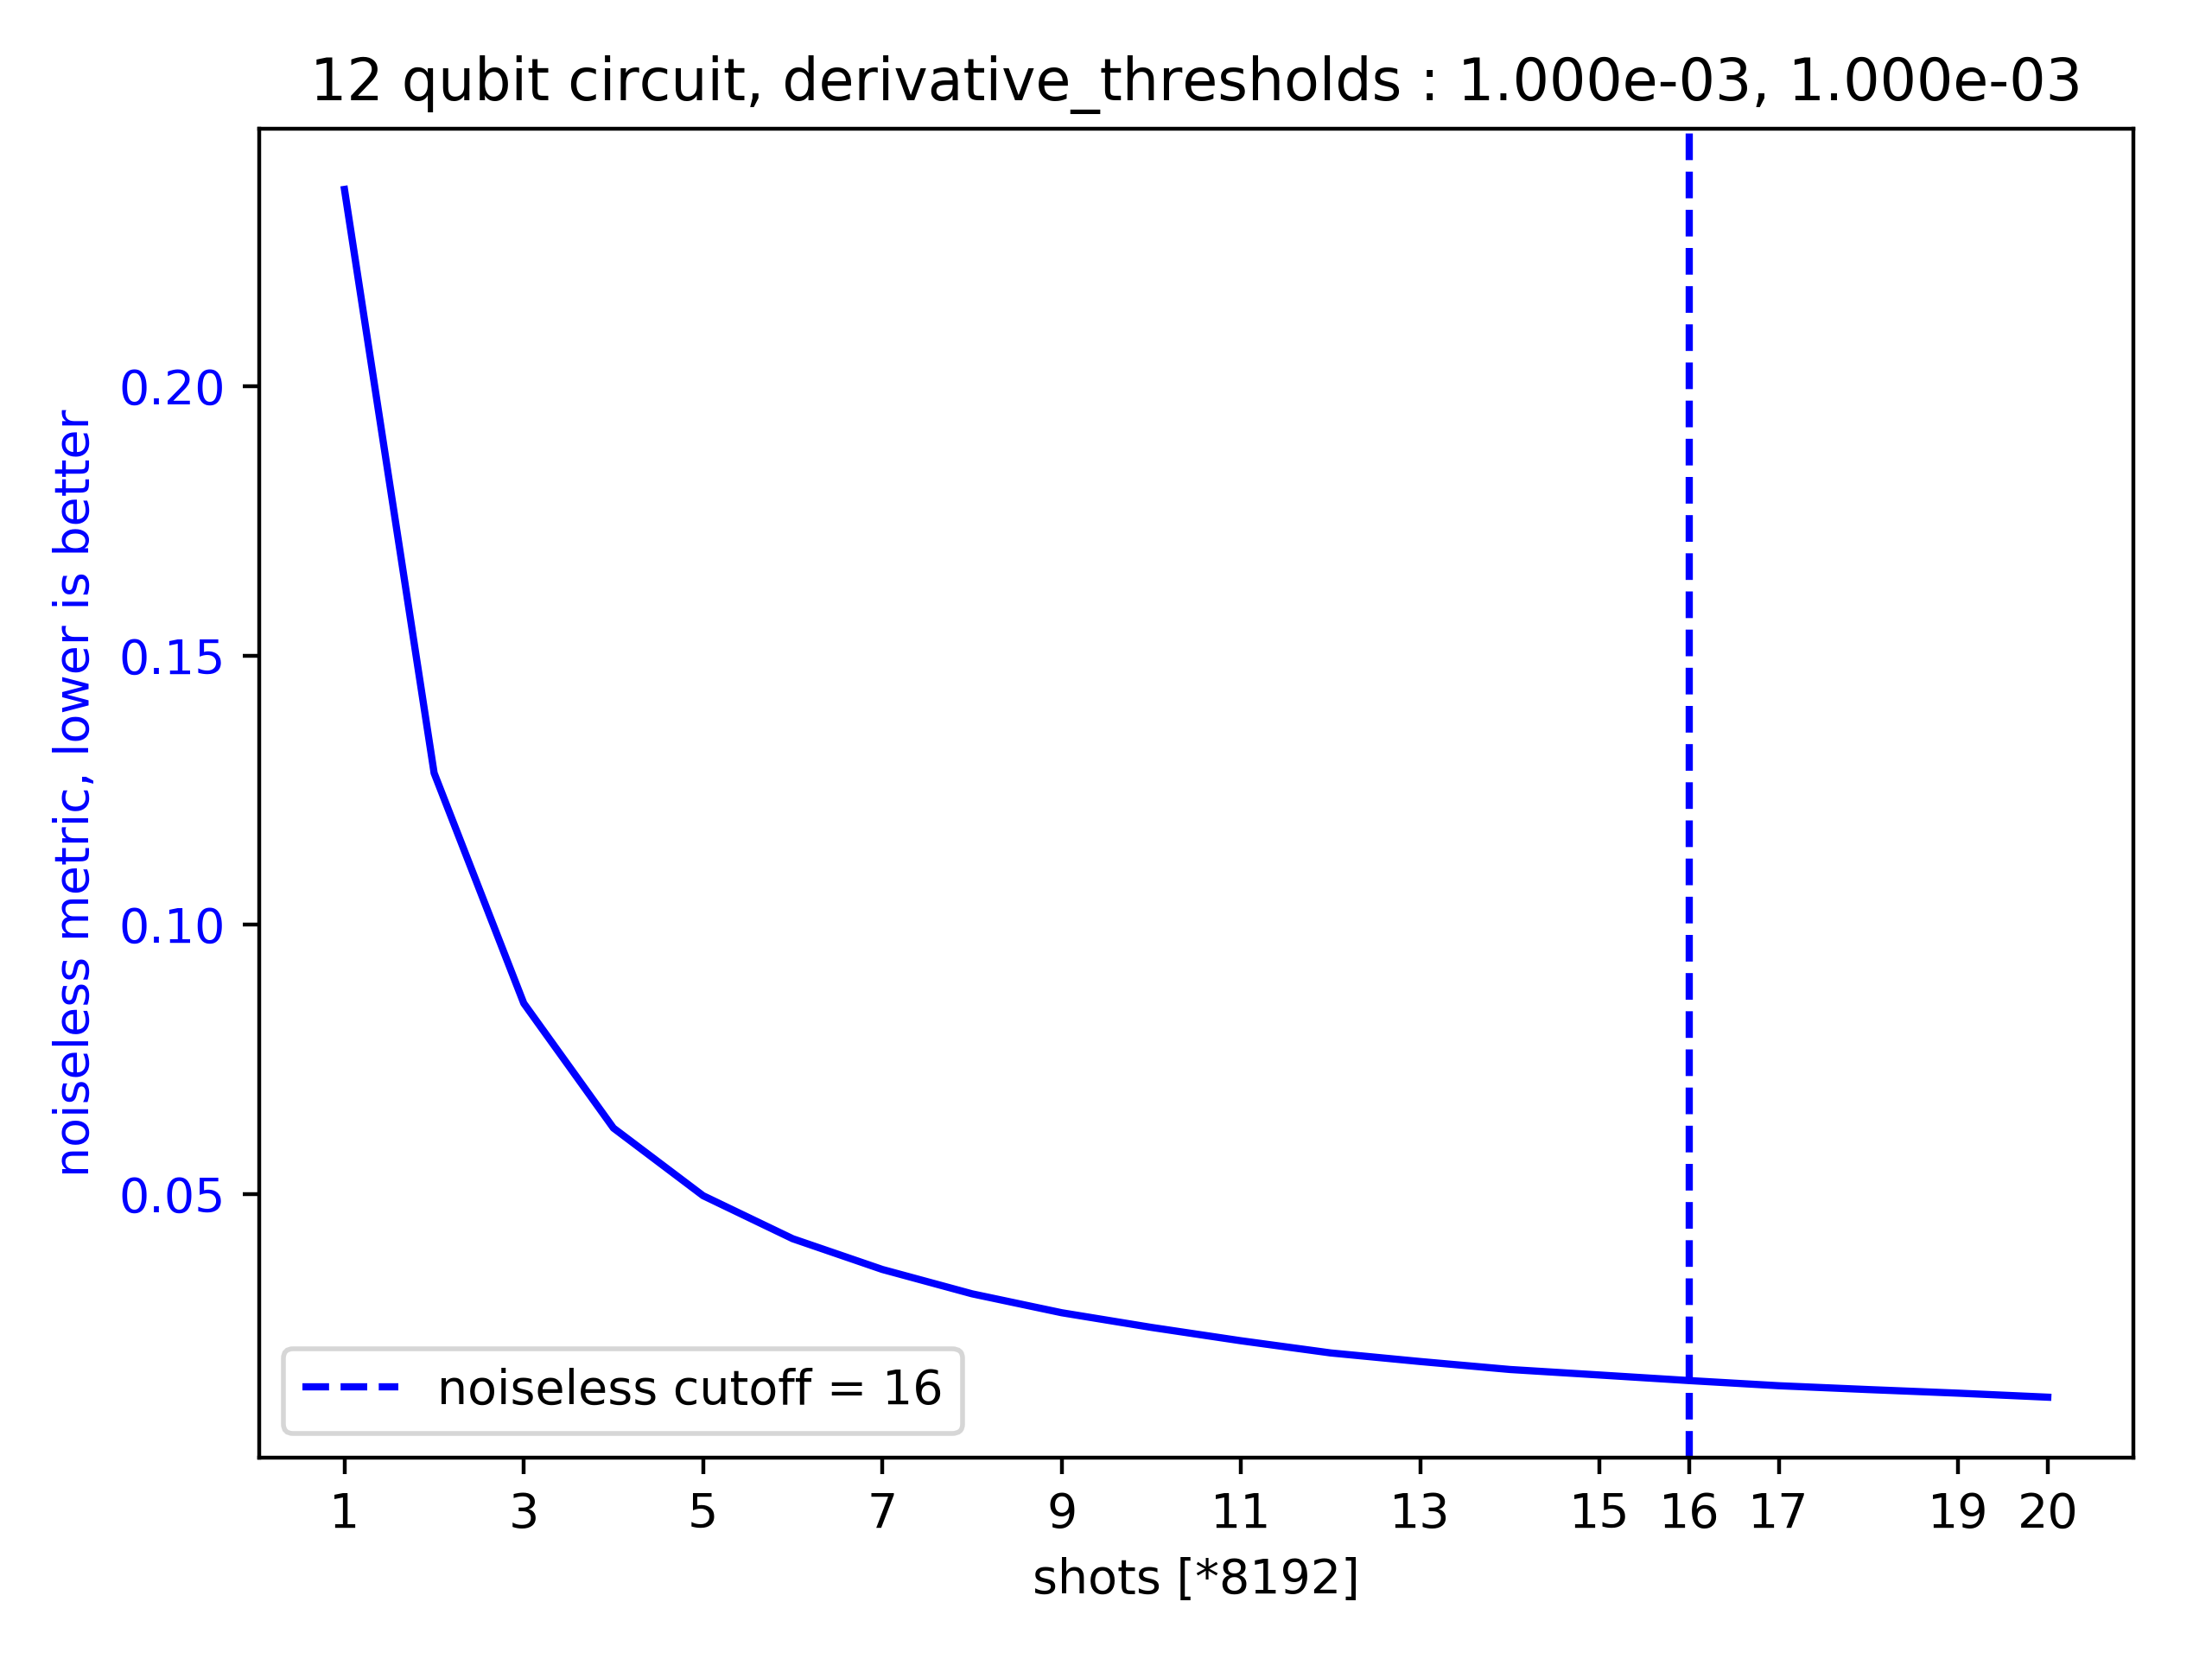 12 qubit circuit, derivative_thresholds : 1.000e-03, 1.000e-03
noiseless metric, lower is better
0.20
0.15
0.10
0.05
noiseless cutoff = 16
1 3 5 7 9 11 13 15 16 17 19 20
shots [*8192]